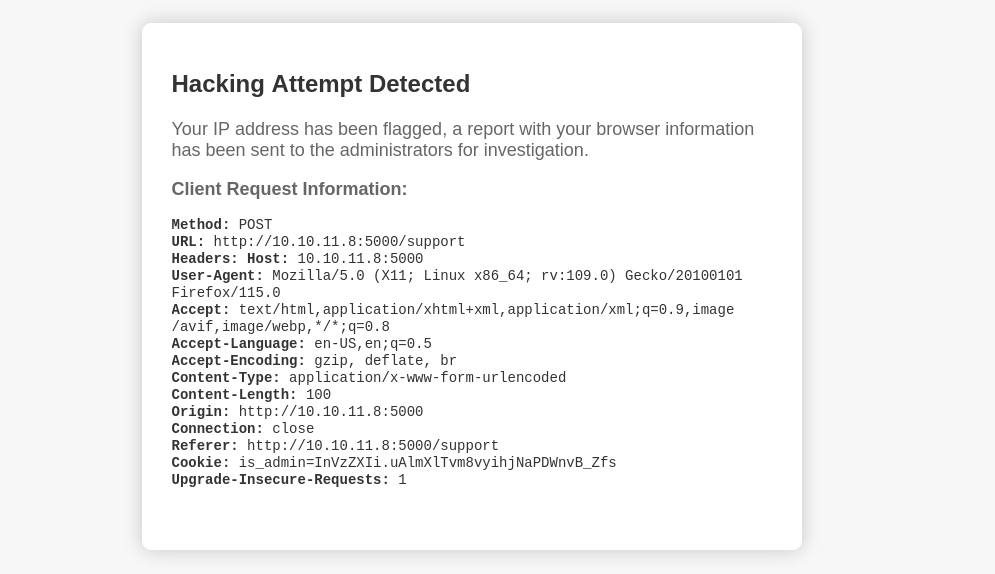 Hacking Attempt Detected
Your IP address has been flagged, a report with your browser information
has been sent to the administrators for investigation.
Client Request Information:
Method: POST
URL: http://10.10.11.8:5000/support
Headers: Host: 10.10.11.8:5000
User-Agent: Mozilla/5.0 (X11; Linux x86_64; rv:109.0) Gecko/20100101
Firefox/115.0
Accept: text/html,application/xhtml+xml,application/xml;q=0.9,image
/avif,image/webp,*/*;q=0.8
Accept-Language: en-US,en;q=0.5
Accept-Encoding: gzip, deflate, br
Content-Type: application/x-www-form-urlencoded
Content-Length: 100
Origin: http://10.10.11.8:5000
Connection: close
Referer: http://10.10.11.8:5000/support
Cookie: is_admin=InVzZXIi.uAlmXlTvm8vyihjNaPDWnvB_Zfs
Upgrade-Insecure-Requests: 1